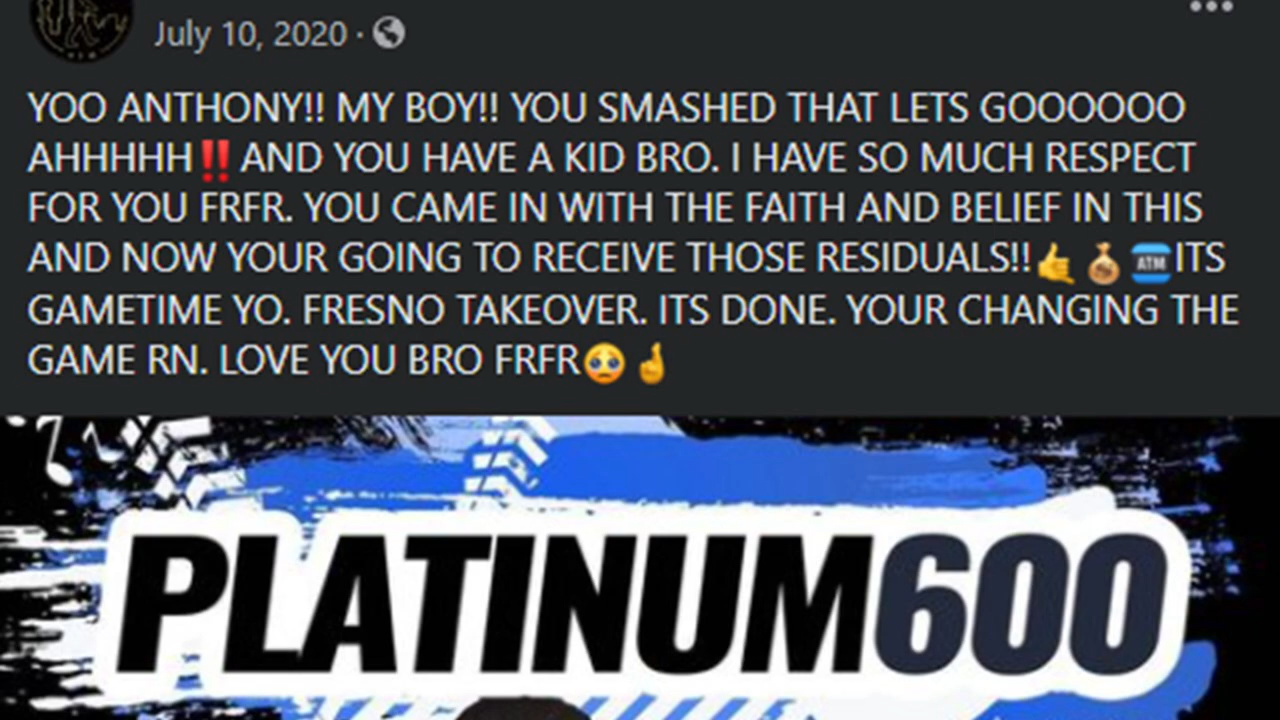 July 10, 2020 ·
YOO ANTHONY!! MY BOY!! YOU SMASHED THAT LETS GOOOOOO
AHHHHH‼️AND YOU HAVE A KID BRO. I HAVE SO MUCH RESPECT
FOR YOU FRFR. YOU CAME IN WITH THE FAITH AND BELIEF IN THIS
AND NOW YOUR GOING TO RECEIVE THOSE RESIDUALS!!🤙💰🏧ITS
GAMETIME YO. FRESNO TAKEOVER. ITS DONE. YOUR CHANGING THE
GAME RN. LOVE YOU BRO FRFR🥺🤞
PLATINUM600